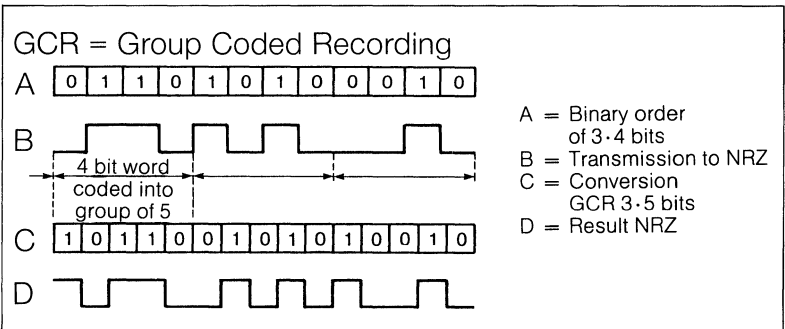 GCR = Group Coded Recording
A 0 1 1 0 1 0 1 0 0 0 1 0
B
4 bit word
coded into
group of 5
C 1 0 1 1 0 0 1 0 1 0 1 0 0 1 0
D
A = Binary order
of 3·4 bits
B = Transmission to NRZ
C = Conversion
GCR 3·5 bits
D = Result NRZ